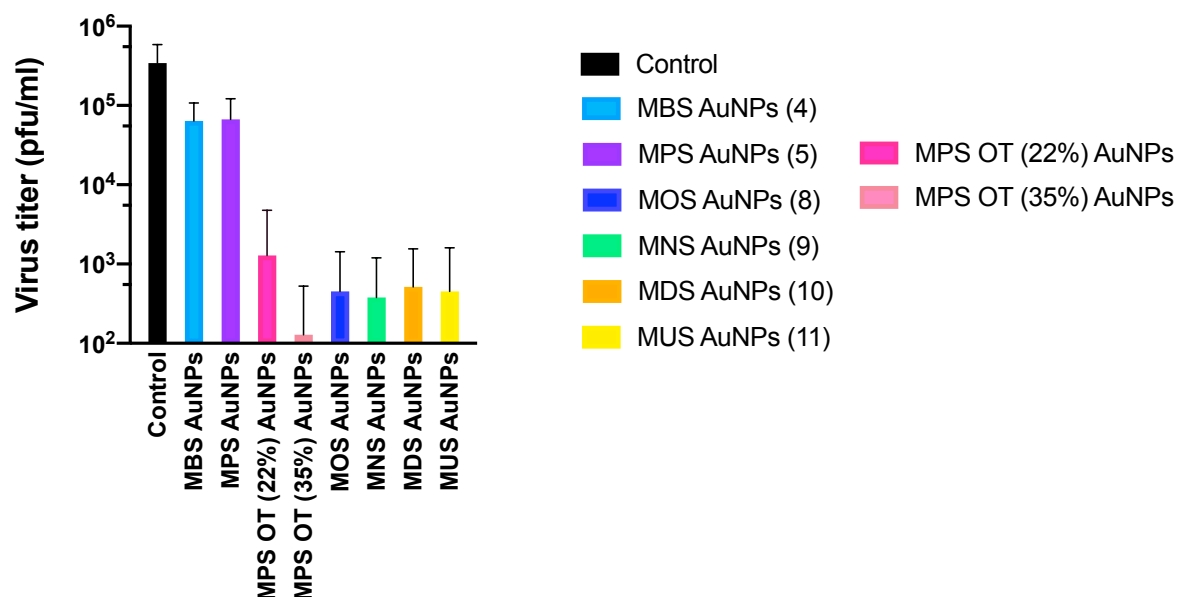 Virus titer (pfu/ml)
10⁶
10⁵
10⁴
10³
10²
Control
MBS AuNPs
MPS AuNPs
MPS OT (22%) AuNPs
MPS OT (35%) AuNPs
MOS AuNPs
MNS AuNPs
MDS AuNPs
MUS AuNPs
Control
MBS AuNPs (4)
MPS AuNPs (5)
MOS AuNPs (8)
MNS AuNPs (9)
MDS AuNPs (10)
MUS AuNPs (11)
MPS OT (22%) AuNPs
MPS OT (35%) AuNPs